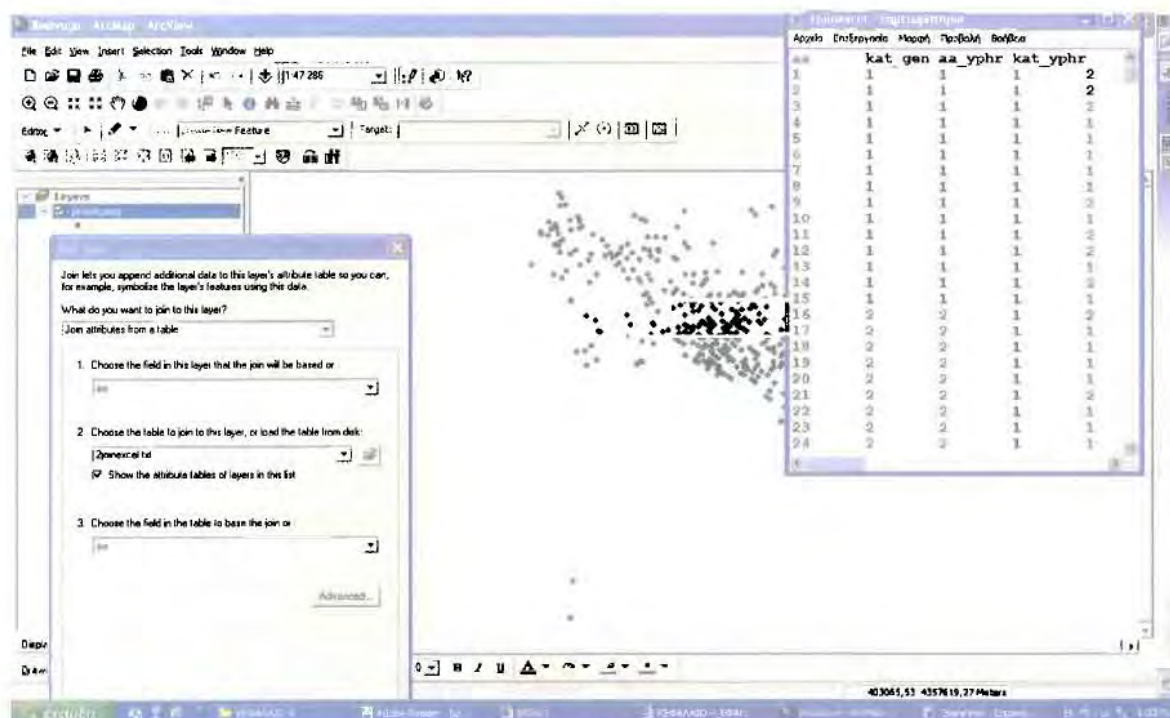 ArcMap - ArcView
File Edit View Insert Selection Tools Window Help
1:47 286
Editor
Create New Feature
Target:
Layers
Join lets you append additional data to this layer's attribute table so you can,
for example, symbolize the layer's features using this data.
What do you want to join to this layer?
Join attributes from a table
1. Choose the field in this layer that the join will be based on
aa
2. Choose the table to join to this layer, or load the table from disk:
Show the attribute tables of layers in this list
3. Choose the field in the table to base the join on
aa
Advanced...
B I U A
403065,53 4357619,27 Meters
Αρχείο Επεξεργασία Μορφή Προβολή Βοήθεια
aa kat_gen aa_yphr kat_yphr
1 1 1 1 2
2 1 1 1 2
3 1 1 1 2
4 1 1 1 1
5 1 1 1 1
6 1 1 1 1
7 1 1 1 1
8 1 1 1 1
9 1 1 1 2
10 1 1 1 1
11 1 1 1 2
12 1 1 1 2
13 1 1 1 1
14 1 1 1 2
15 1 1 1 1
16 2 2 1 2
17 2 2 1 1
18 2 2 1 1
19 2 2 1 1
20 2 2 1 1
21 2 2 1 2
22 2 2 1 1
23 2 2 1 1
24 2 2 1 1